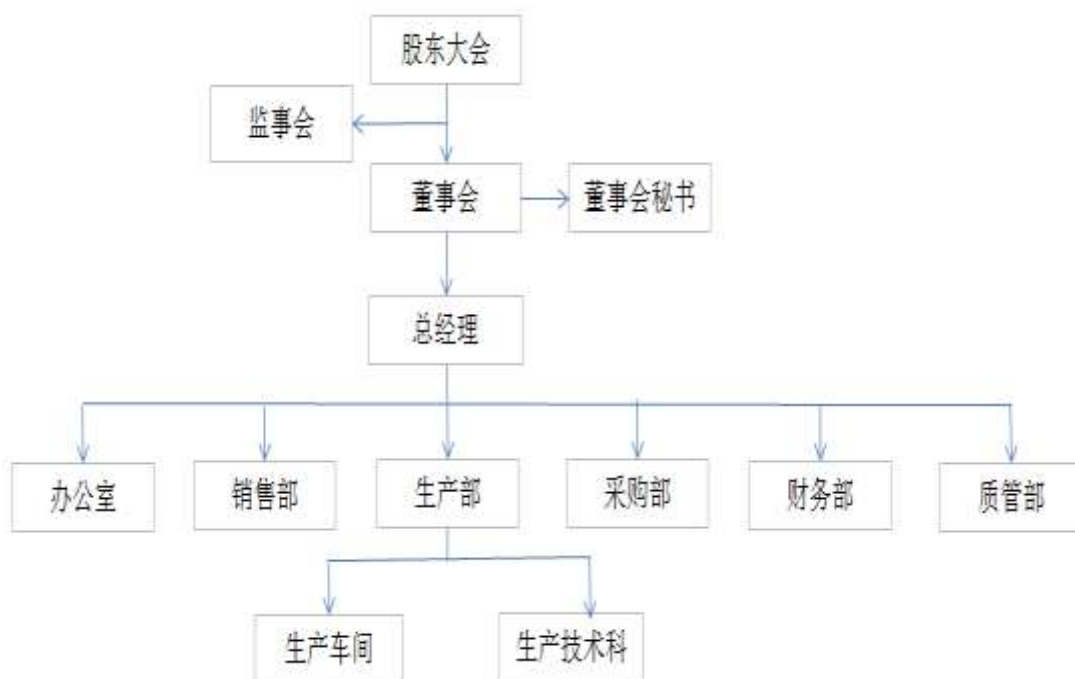 股东大会
监事会
董事会
董事会秘书
总经理
办公室
销售部
生产部
采购部
财务部
质管部
生产车间
生产技术科